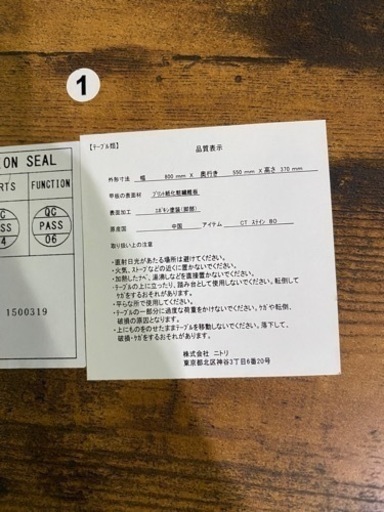 ①
ION SEAL
RTS FUNCTION
QC QC
PASS
4 06
1500319
【テーブル類】
品質表示
外形寸法 幅 800 mm X 奥行き 550 mm X 高さ 370 mm
甲板の表面材 プリント紙化粧繊維板
表面加工 エポキシ塗装(脚部)
原産国 中国 アイテム CT ステイン BO
取り扱い上の注意
・直射日光があたる場所は避けてください。
・火気、ストーブなどの近くに置かないでください。
・加熱したナベ、湯沸しなどを直接置かないでください。
・テーブルの上に立ったり、踏み台として使用しないでください。転倒して
ケガをするおそれがあります。
・平らな所で使用してください。
・テーブルの一部分に過度な荷重をかけないでください。ケガや転倒、
破損の原因となります。
・上にものをのせたままテーブルを移動しないでください。落下して、
破損・ケガをするおそれがあります。
株式会社 ニトリ
東京都北区神谷3丁目6番20号